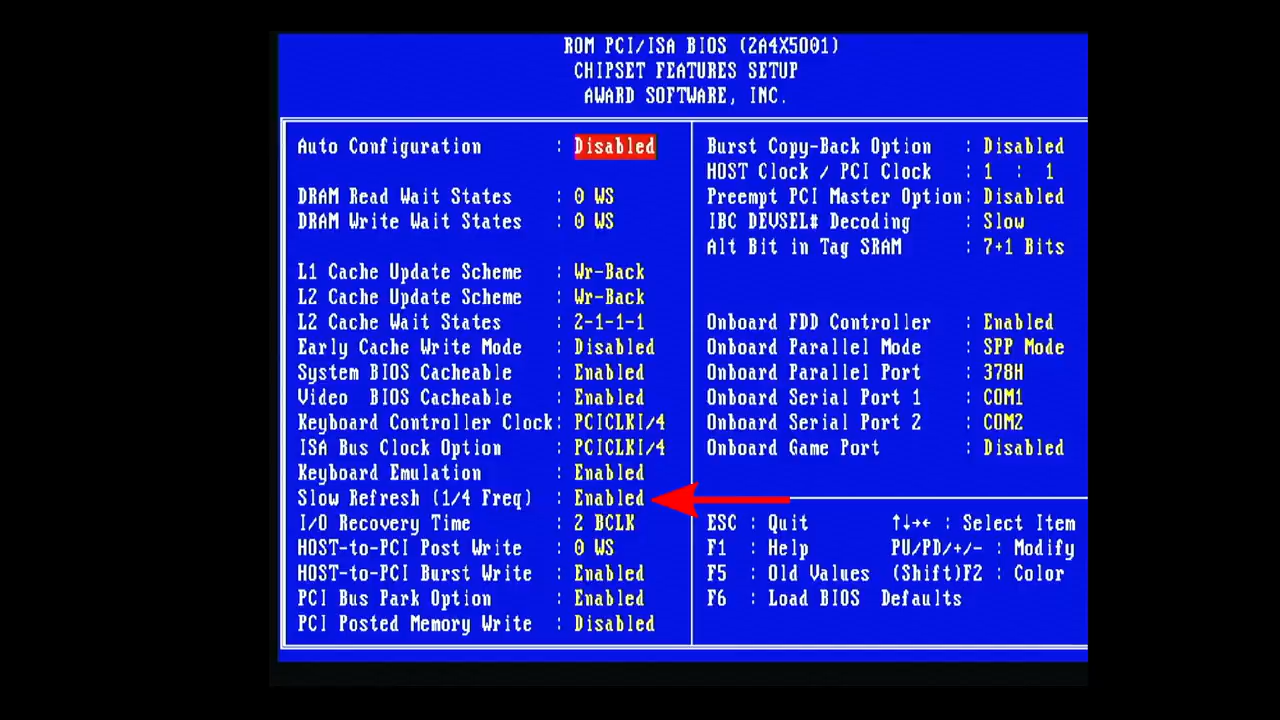 ROM PCI/ISA BIOS (2A4X5001)
CHIPSET FEATURES SETUP
AWARD SOFTWARE, INC.
Auto Configuration : Disabled
DRAM Read Wait States : 0 WS
DRAM Write Wait States : 0 WS
L1 Cache Update Scheme : Wr-Back
L2 Cache Update Scheme : Wr-Back
L2 Cache Wait States : 2-1-1-1
Early Cache Write Mode : Disabled
System BIOS Cacheable : Enabled
Video BIOS Cacheable : Enabled
Keyboard Controller Clock: PCICLKI/4
ISA Bus Clock Option : PCICLKI/4
Keyboard Emulation : Enabled
Slow Refresh (1/4 Freq) : Enabled
I/O Recovery Time : 2 BCLK
HOST-to-PCI Post Write : 0 WS
HOST-to-PCI Burst Write : Enabled
PCI Bus Park Option : Enabled
PCI Posted Memory Write : Disabled
Burst Copy-Back Option : Disabled
HOST Clock / PCI Clock : 1 : 1
Preempt PCI Master Option: Disabled
IBC DEVSEL# Decoding : Slow
Alt Bit in Tag SRAM : 7+1 Bits
Onboard FDD Controller : Enabled
Onboard Parallel Mode : SPP Mode
Onboard Parallel Port : 378H
Onboard Serial Port 1 : COM1
Onboard Serial Port 2 : COM2
Onboard Game Port : Disabled
ESC : Quit ↑↓→← : Select Item
F1 : Help PU/PD/+/- : Modify
F5 : Old Values (Shift)F2 : Color
F6 : Load BIOS Defaults